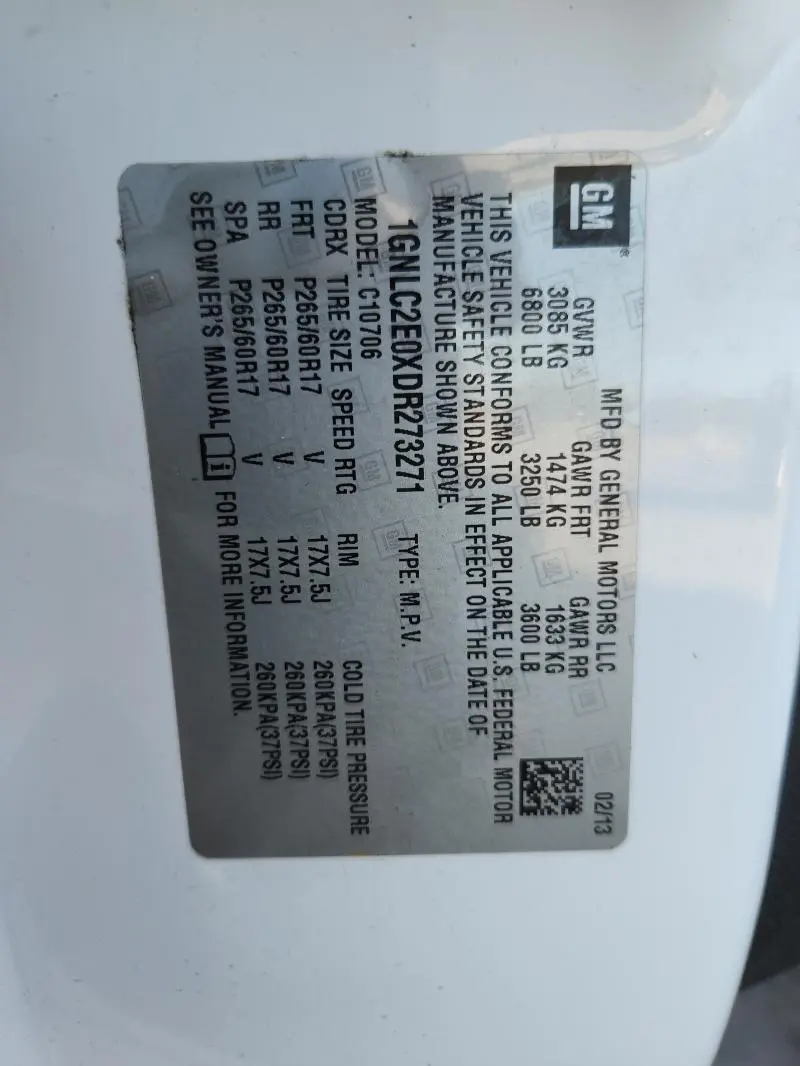 GM®
MFD BY GENERAL MOTORS LLC 02/13
GVWR GAWR FRT GAWR RR
3085 KG 1474 KG 1633 KG
6800 LB 3250 LB 3600 LB
THIS VEHICLE CONFORMS TO ALL APPLICABLE U.S. FEDERAL MOTOR
VEHICLE SAFETY STANDARDS IN EFFECT ON THE DATE OF
MANUFACTURE SHOWN ABOVE.
1GNLC2E0XDR273271 TYPE: M.P.V.
MODEL: C10706
CDRX TIRE SIZE SPEED RTG RIM COLD TIRE PRESSURE
FRT P265/60R17 V 17X7.5J 260KPA(37PSI)
RR P265/60R17 V 17X7.5J 260KPA(37PSI)
SPA P265/60R17 V 17X7.5J 260KPA(37PSI)
SEE OWNER'S MANUAL FOR MORE INFORMATION.